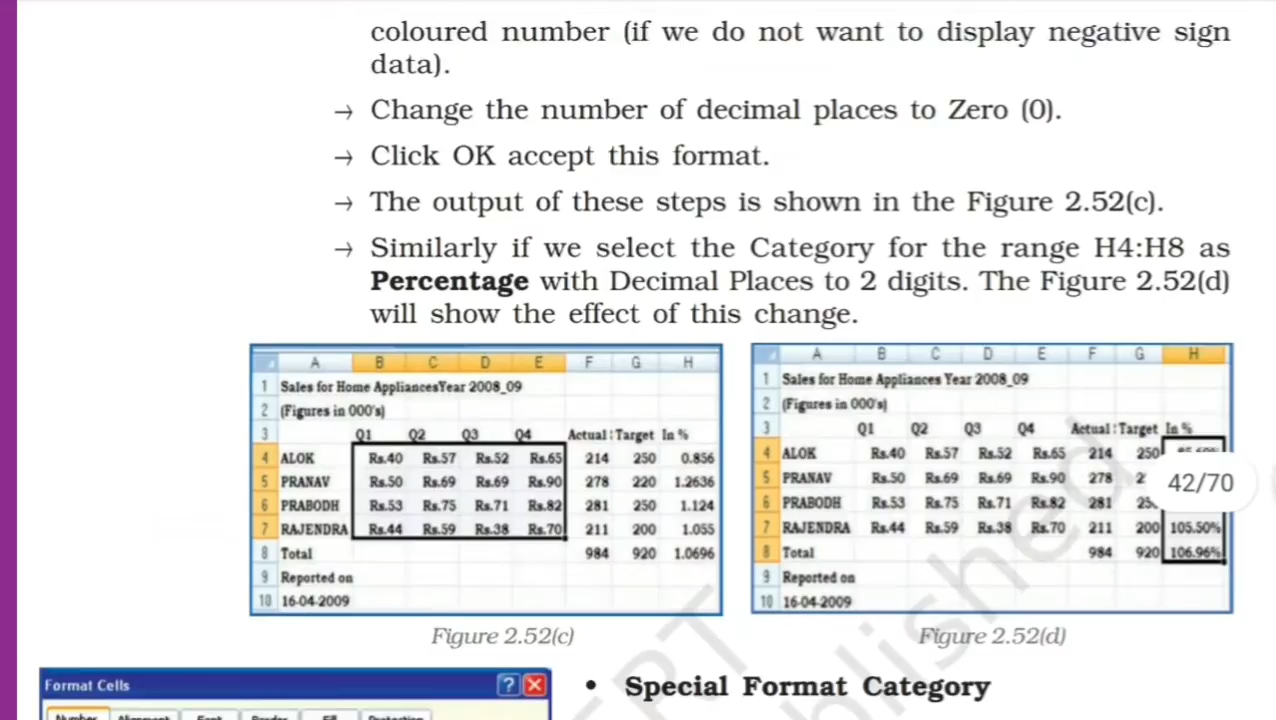 coloured number (if we do not want to display negative sign
data).
→ Change the number of decimal places to Zero (0).
→ Click OK accept this format.
→ The output of these steps is shown in the Figure 2.52(c).
→ Similarly if we select the Category for the range H4:H8 as
Percentage with Decimal Places to 2 digits. The Figure 2.52(d)
will show the effect of this change.
A B C D E F G H
1 Sales for Home AppliancesYear 2008_09
2 (Figures in 000's)
3 Q1 Q2 Q3 Q4 Actual : Target In %
4 ALOK Rs.40 Rs.57 Rs.52 Rs.65 214 250 0.856
5 PRANAV Rs.50 Rs.69 Rs.69 Rs.90 278 220 1.2636
6 PRABODH Rs.53 Rs.75 Rs.71 Rs.82 281 250 1.124
7 RAJENDRA Rs.44 Rs.59 Rs.38 Rs.70 211 200 1.055
8 Total 984 920 1.0696
9 Reported on
10 16-04-2009
Figure 2.52(c)
A B C D E F G H
1 Sales for Home Appliances Year 2008_09
2 (Figures in 000's)
3 Q1 Q2 Q3 Q4 Actual : Target In %
4 ALOK Rs.40 Rs.57 Rs.52 Rs.65 214 250
5 PRANAV Rs.50 Rs.69 Rs.69 Rs.90 278
6 PRABODH Rs.53 Rs.75 Rs.71 Rs.82 281
7 RAJENDRA Rs.44 Rs.59 Rs.38 Rs.70 211 200 105.50%
8 Total 984 920 106.96%
9 Reported on
10 16-04-2009
Figure 2.52(d)
42/70
Format Cells
Number Alignment Font Border Fill Protection
• Special Format Category